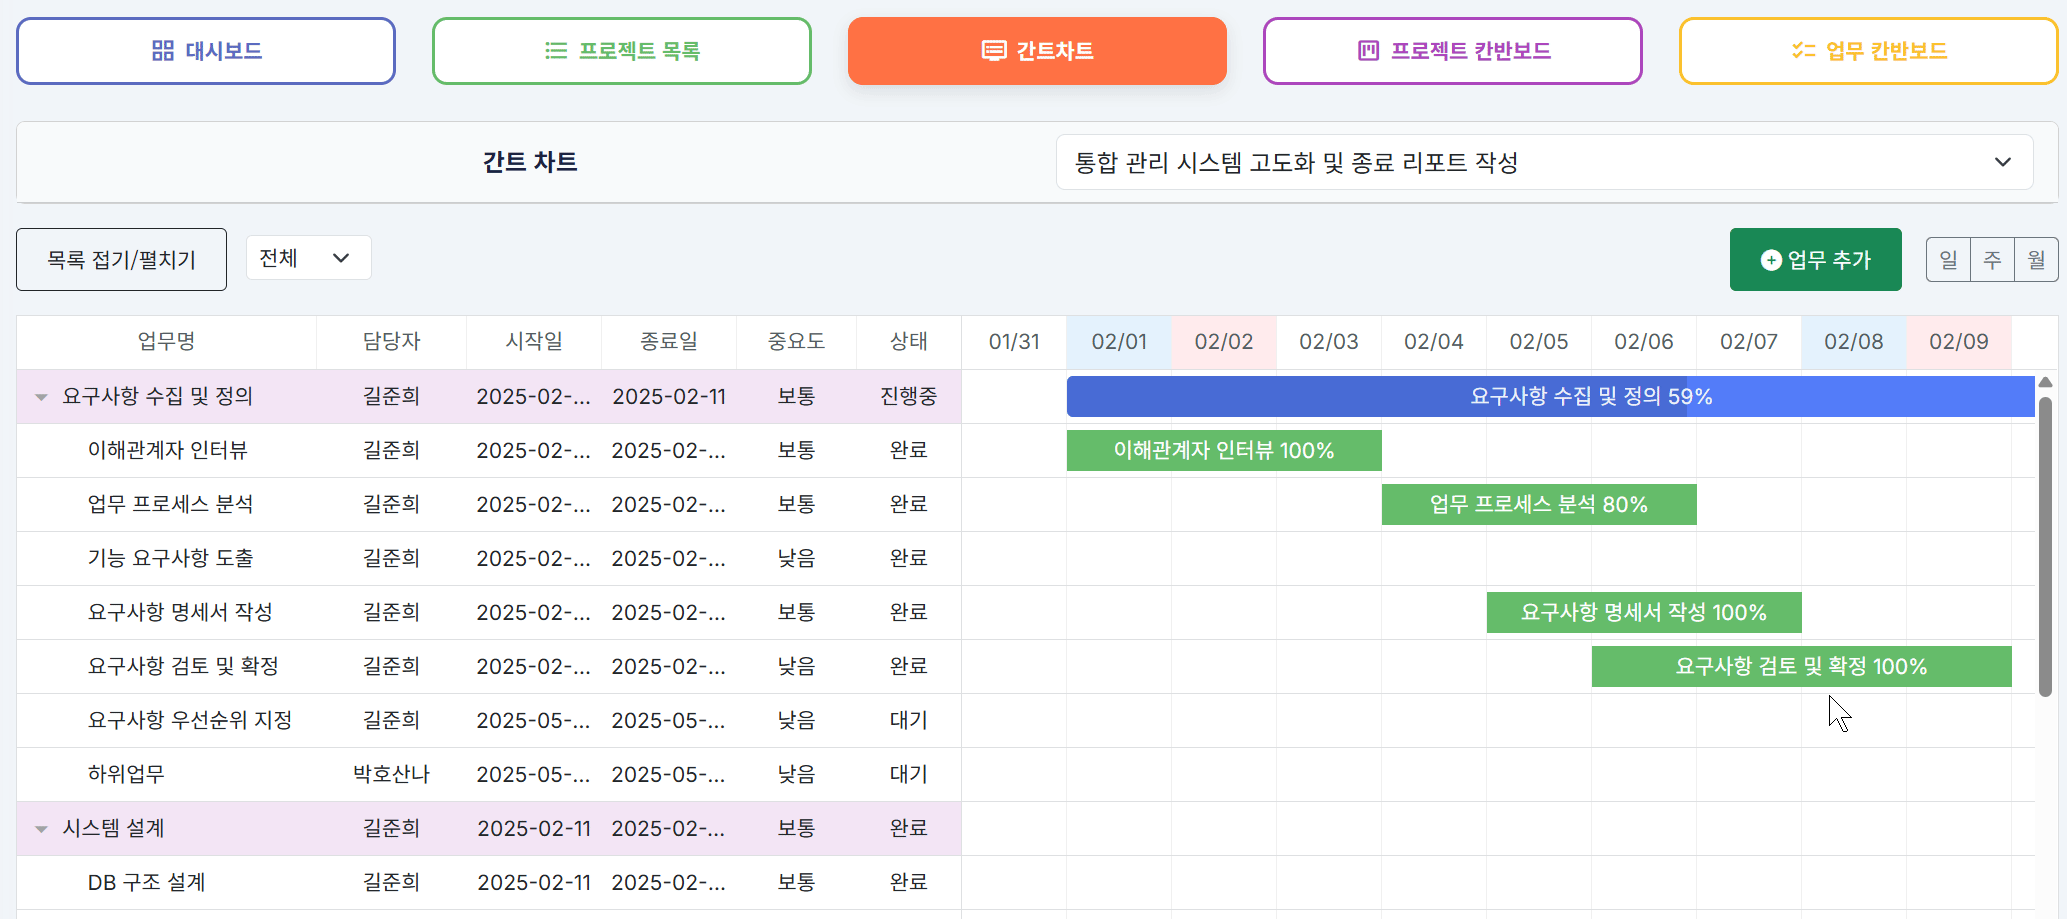 대시보드
프로젝트 목록
간트차트
프로젝트 칸반보드
업무 칸반보드
간트 차트
통합 관리 시스템 고도화 및 종료 리포트 작성
목록 접기/펼치기
전체
업무 추가
일 주 월
업무명 담당자 시작일 종료일 중요도 상태 01/31 02/01 02/02 02/03 02/04 02/05 02/06 02/07 02/08 02/09
요구사항 수집 및 정의 길준희 2025-02-... 2025-02-11 보통 진행중 요구사항 수집 및 정의 59%
이해관계자 인터뷰 길준희 2025-02-... 2025-02-... 보통 완료 이해관계자 인터뷰 100%
업무 프로세스 분석 길준희 2025-02-... 2025-02-... 보통 완료 업무 프로세스 분석 80%
기능 요구사항 도출 길준희 2025-02-... 2025-02-... 낮음 완료
요구사항 명세서 작성 길준희 2025-02-... 2025-02-... 보통 완료 요구사항 명세서 작성 100%
요구사항 검토 및 확정 길준희 2025-02-... 2025-02-... 낮음 완료 요구사항 검토 및 확정 100%
요구사항 우선순위 지정 길준희 2025-05-... 2025-05-... 낮음 대기
하위업무 박호산나 2025-05-... 2025-05-... 낮음 대기
시스템 설계 길준희 2025-02-11 2025-02-... 보통 완료
DB 구조 설계 길준희 2025-02-11 2025-02-... 보통 완료